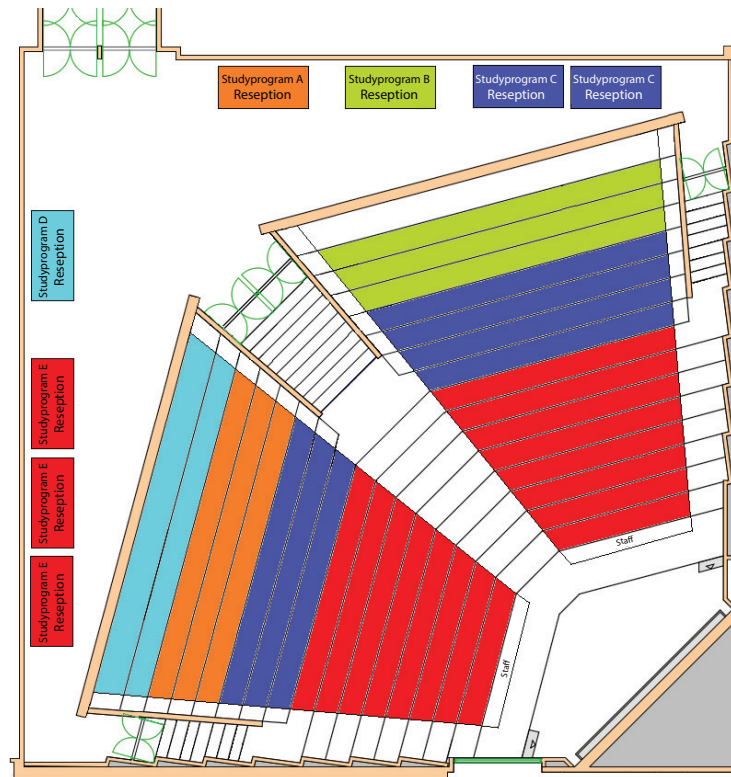 Studyprogram A
Reseption
Studyprogram B
Reseption
Studyprogram C
Reseption
Studyprogram C
Reseption
Studyprogram D
Reseption
Studyprogram E
Reseption
Studyprogram E
Reseption
Studyprogram E
Reseption
Staff
Staff